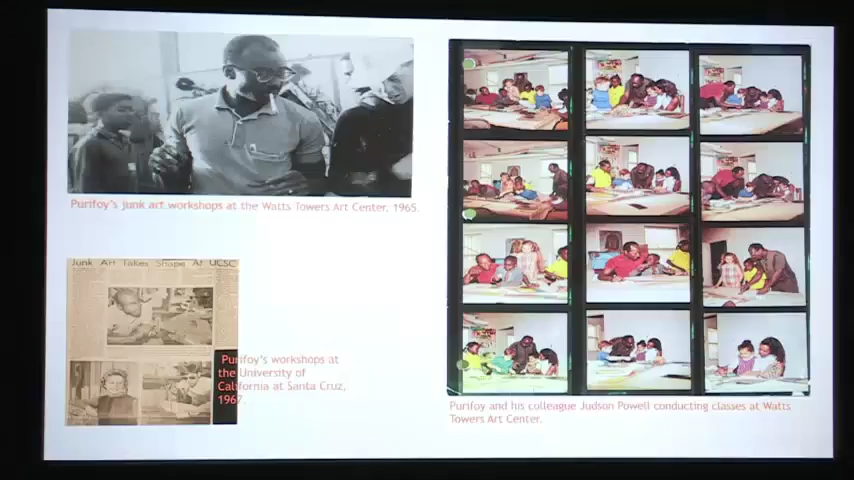 Purifoy's junk art workshops at the Watts Towers Art Center, 1965.
Junk Art Takes Shape At UCSC
Purifoy's workshops at
the University of
California at Santa Cruz,
1967.
Purifoy and his colleague Judson Powell conducting classes at Watts
Towers Art Center.